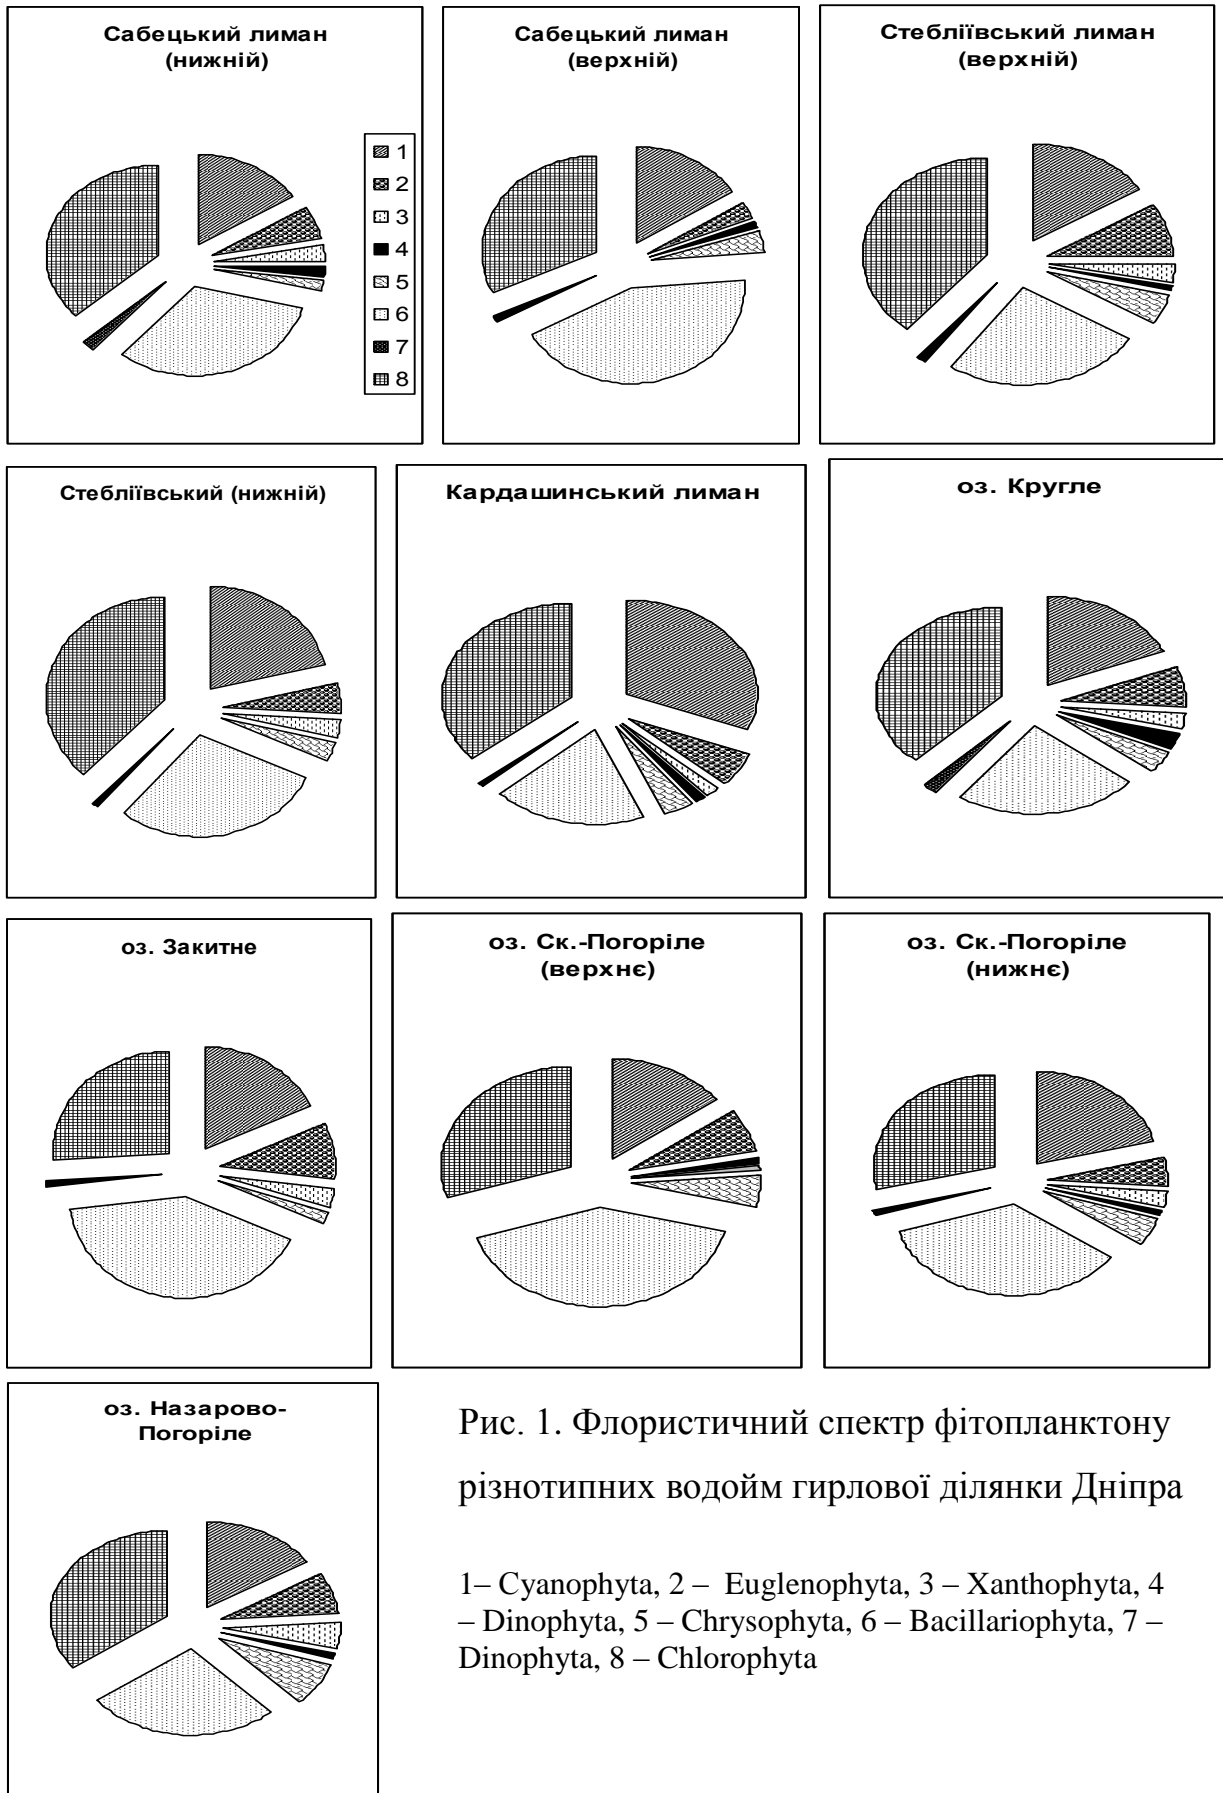 Сабецький лиман
(нижній)
1
2
3
4
5
6
7
8
Сабецький лиман
(верхній)
Стебліївський лиман
(верхній)
Стебліївський (нижній)
Кардашинський лиман
оз. Кругле
оз. Закитне
оз. Ск.-Погоріле
(верхнє)
оз. Ск.-Погоріле
(нижнє)
оз. Назарово-
Погоріле
Рис. 1. Флористичний спектр фітопланктону
різнотипних водойм гирлової ділянки Дніпра
1– Cyanophyta, 2 – Euglenophyta, 3 – Xanthophyta, 4
– Dinophyta, 5 – Chrysophyta, 6 – Bacillariophyta, 7 –
Dinophyta, 8 – Chlorophyta